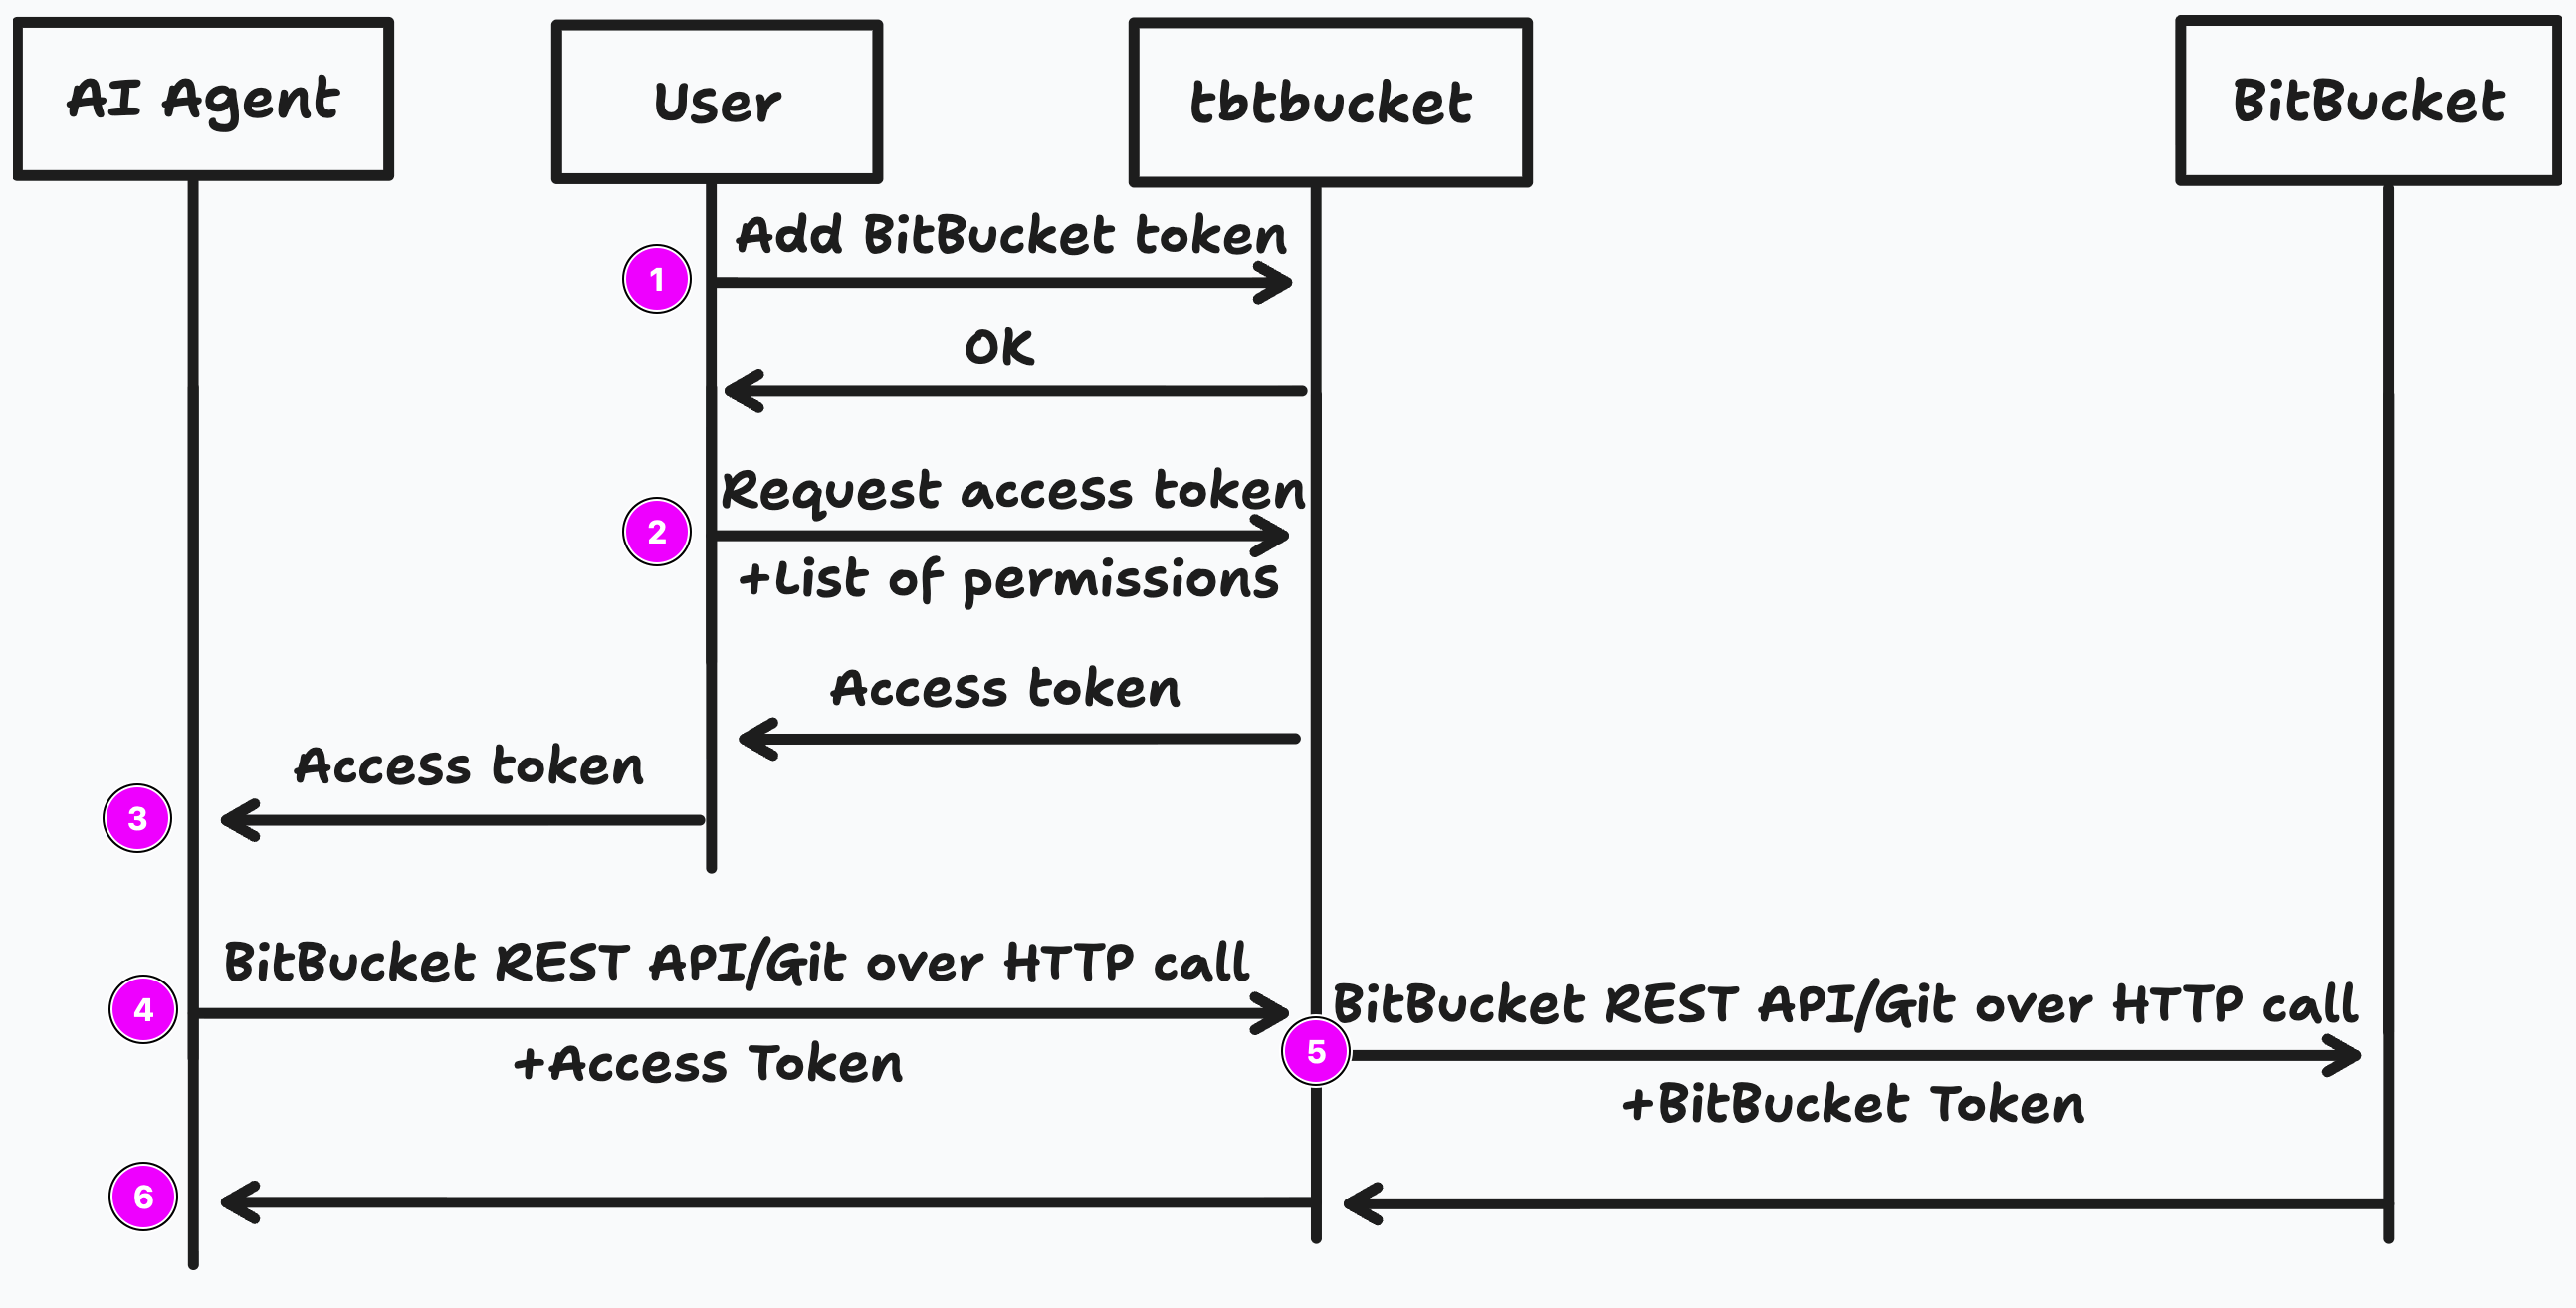 AI Agent
User
tbtbucket
BitBucket
Add BitBucket token
1
OK
Request access token
2
+List of permissions
Access token
Access token
3
BitBucket REST API/Git over HTTP call
4
+Access Token
BitBucket REST API/Git over HTTP call
5
+BitBucket Token
6